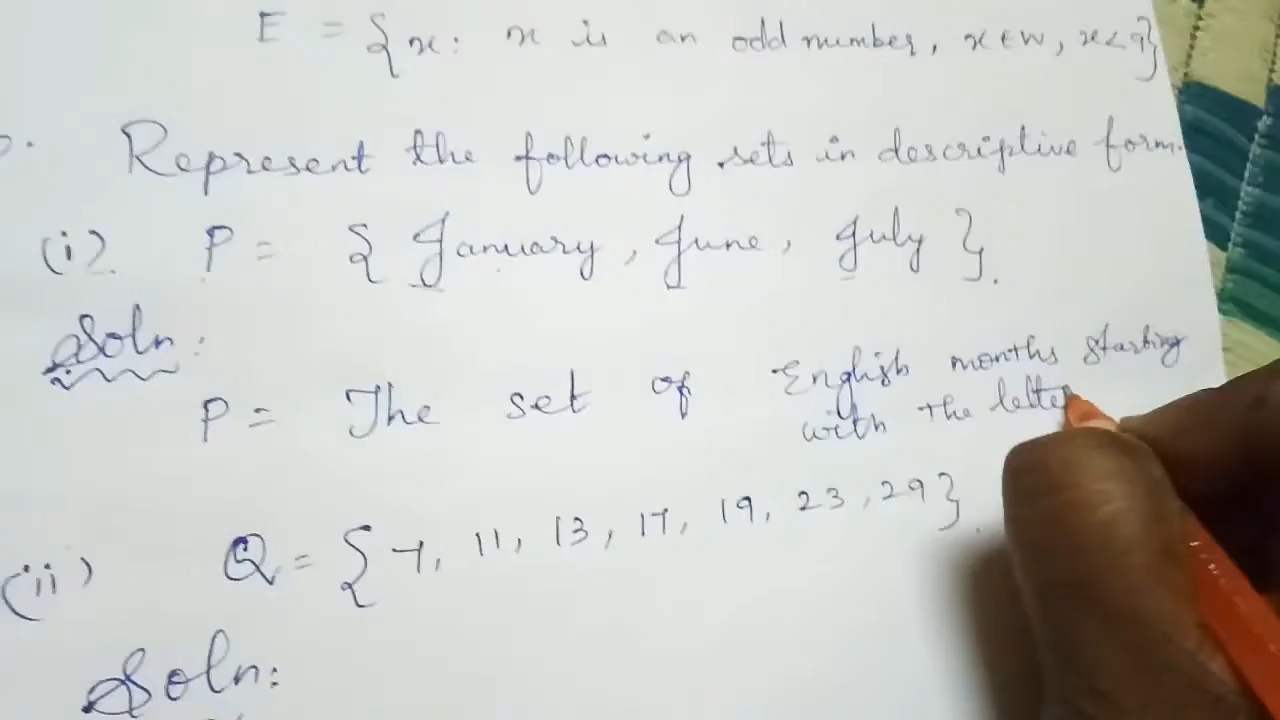 E = {x: x is an odd number, x ∈ W, x < 9}
Represent the following sets in descriptive form.
(i). P = { January, June, July }.
Soln:
P = The set of English months starting
with the letter
(ii) Q = {7, 11, 13, 17, 19, 23, 29}.
Soln: